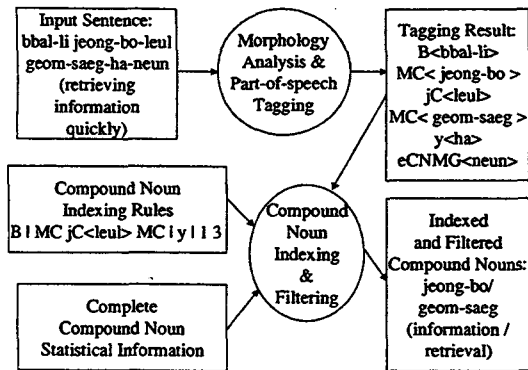 Input Sentence:
bbal-li jeong-bo-leul
geom-saeg-ha-neun
(retrieving
information
quickly)
Morphology
Analysis &
Part-of-speech
Tagging
Tagging Result:
B<bbal-li>
MC< jeong-bo >
jC<leul>
MC< geom-saeg >
y<ha>
eCNMG<neun>
Compound Noun
Indexing Rules
B | MC jC<leul> MC | y | 1 3
Complete
Compound Noun
Statistical Information
Compound
Noun
Indexing
&
Filtering
Indexed
and Filtered
Compound Nouns:
jeong-bo/
geom-saeg
(information /
retrieval)